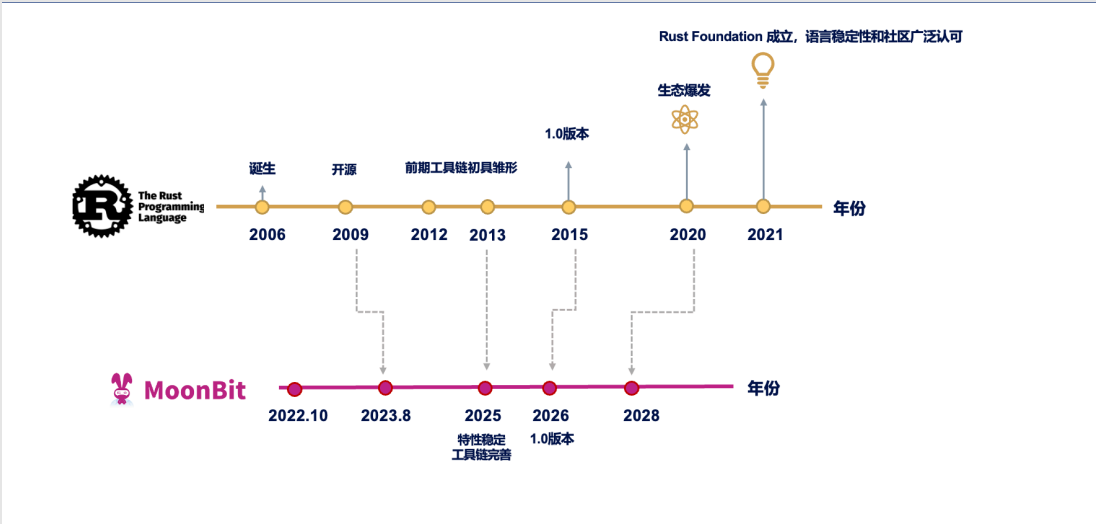 Rust Foundation 成立，语言稳定性和社区广泛认可
生态爆发
1.0版本
诞生
开源
前期工具链初具雏形
R
The Rust
Programming
Language
年份
2006
2009
2012
2013
2015
2020
2021
MoonBit
年份
2022.10
2023.8
2025
2026
2028
特性稳定
工具链完善
1.0版本